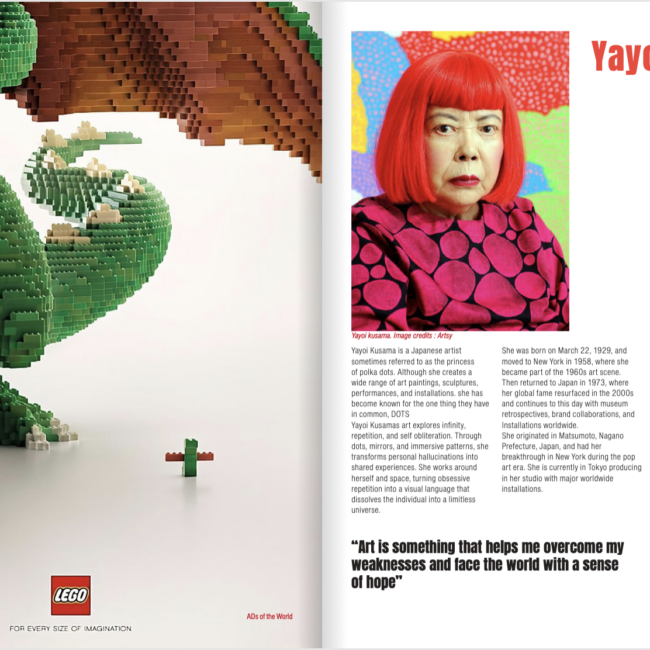 LEGO
FOR EVERY SIZE OF IMAGINATION
ADs of the World
Yayo
Yayoi kusama. Image credits : Artsy
Yayoi Kusama is a Japanese artist
sometimes referred to as the princess
of polka dots. Although she creates a
wide range of art paintings, sculptures,
performances, and installations. she has
become known for the one thing they have
in common, DOTS
Yayoi Kusamas art explores infinity,
repetition, and self obliteration. Through
dots, mirrors, and immersive patterns, she
transforms personal hallucinations into
shared experiences. She works around
herself and space, turning obsessive
repetition into a visual language that
dissolves the individual into a limitless
universe.
She was born on March 22, 1929, and
moved to New York in 1958, where she
became part of the 1960s art scene.
Then returned to Japan in 1973, where
her global fame resurfaced in the 2000s
and continues to this day with museum
retrospectives, brand collaborations, and
Installations worldwide.
She originated in Matsumoto, Nagano
Prefecture, Japan, and had her
breakthrough in New York during the pop
art era. She is currently in Tokyo producing
in her studio with major worldwide
installations.
“Art is something that helps me overcome my
weaknesses and face the world with a sense
of hope”